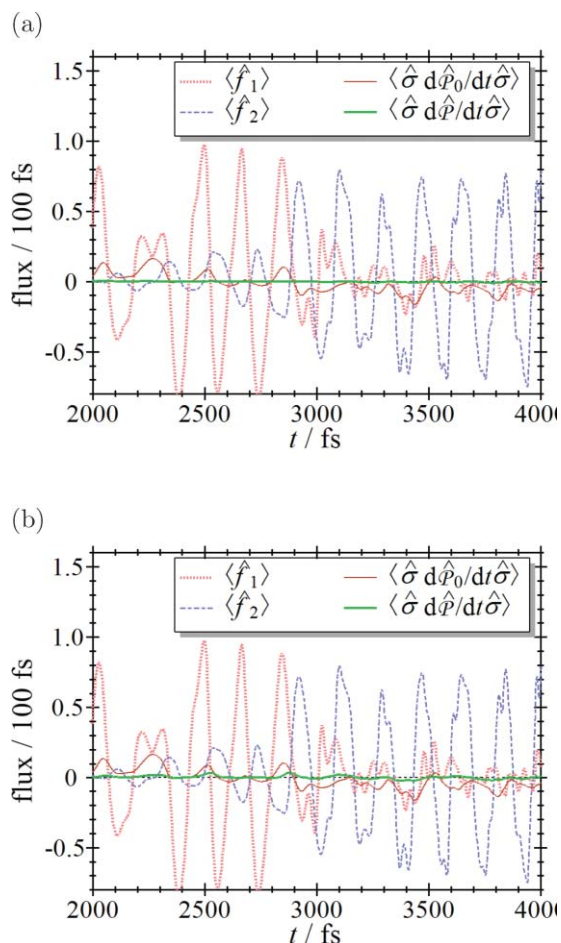 (a)
1.5
⟨f̂₁⟩ ⟨σ̂ dP̂₀/dt σ̂⟩
⟨f̂₂⟩ ⟨σ̂ dP̂/dt σ̂⟩
1.0
0.5
0
-0.5
flux / 100 fs
2000 2500 3000 3500 400
t / fs
(b)
1.5
⟨f̂₁⟩ ⟨σ̂ dP̂₀/dt σ̂⟩
⟨f̂₂⟩ ⟨σ̂ dP̂/dt σ̂⟩
1.0
0.5
0
-0.5
flux / 100 fs
2000 2500 3000 3500 400
t / fs